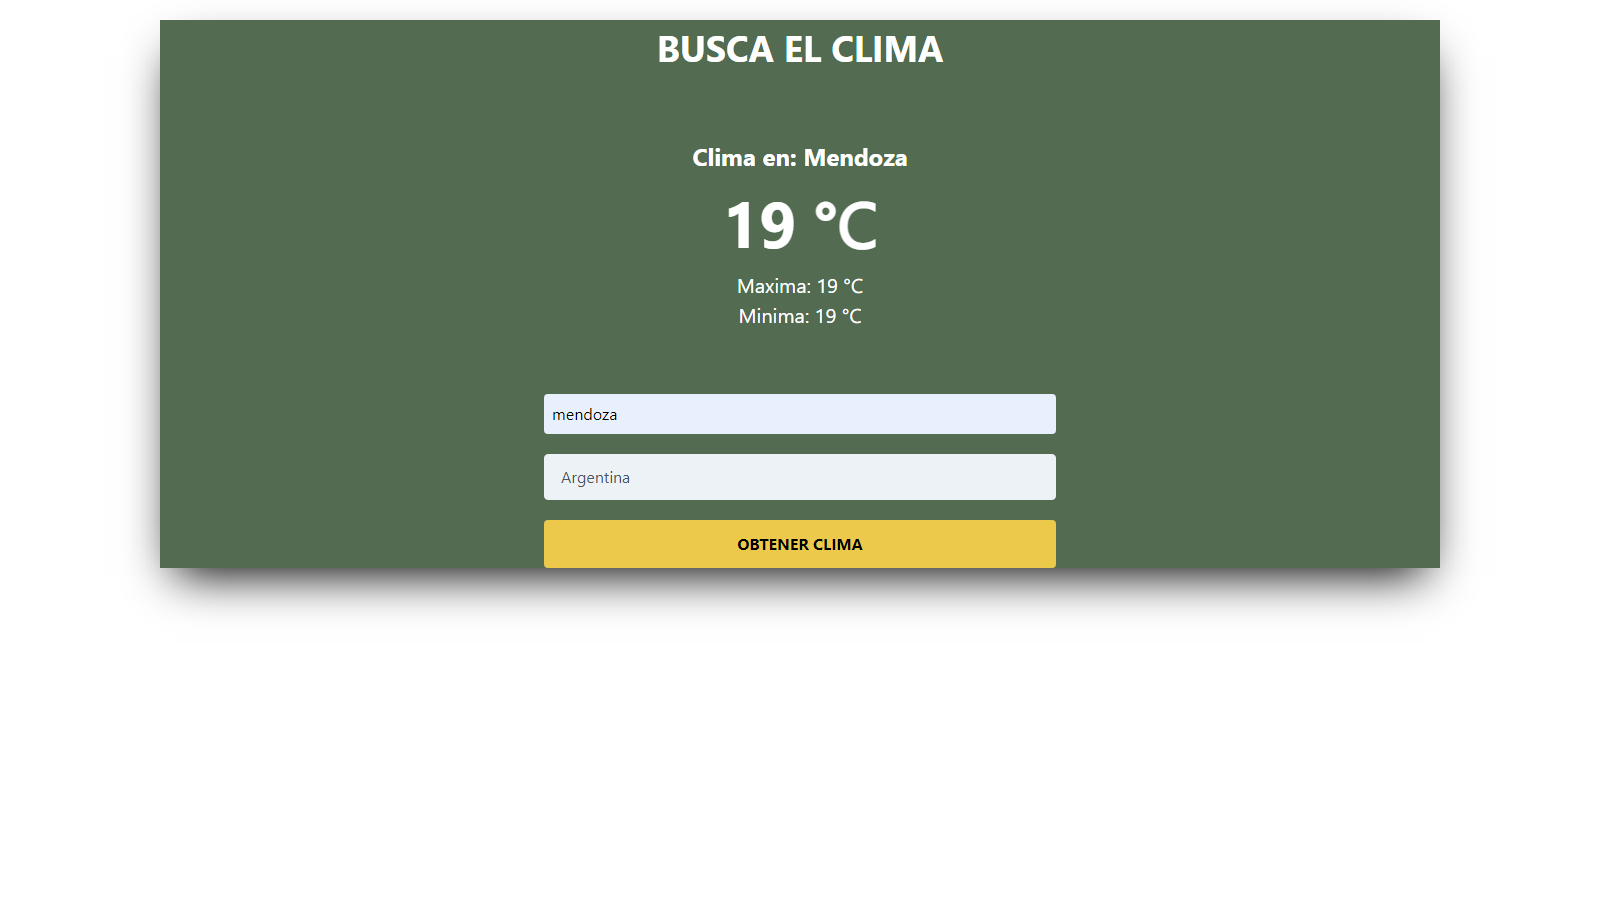 BUSCA EL CLIMA
Clima en: Mendoza
19 °C
Maxima: 19 °C
Minima: 19 °C
mendoza
Argentina
OBTENER CLIMA